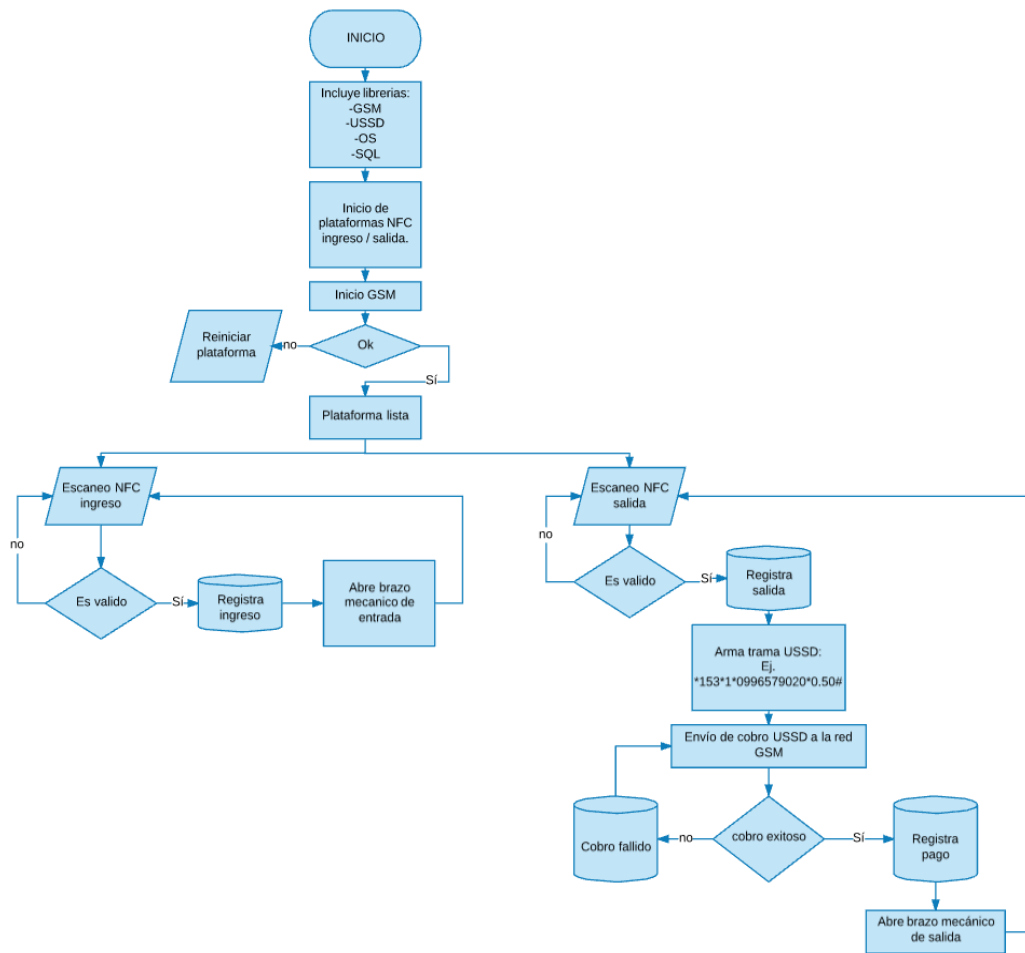 INICIO
Incluye librerias:
-GSM
-USSD
-OS
-SQL
Inicio de
plataformas NFC
ingreso / salida.
Inicio GSM
Reiniciar
plataforma
no
Ok
Sí
Plataforma lista
Escaneo NFC
ingreso
no
Es valido
Sí
Registra
ingreso
Abre brazo
mecanico de
entrada
Escaneo NFC
salida
no
Es valido
Sí
Registra
salida
Arma trama USSD:
Ej.
*153*1*0996579020*0.50#
Envío de cobro USSD a la red
GSM
Cobro fallido
no
cobro exitoso
Sí
Registra
pago
Abre brazo mecánico
de salida